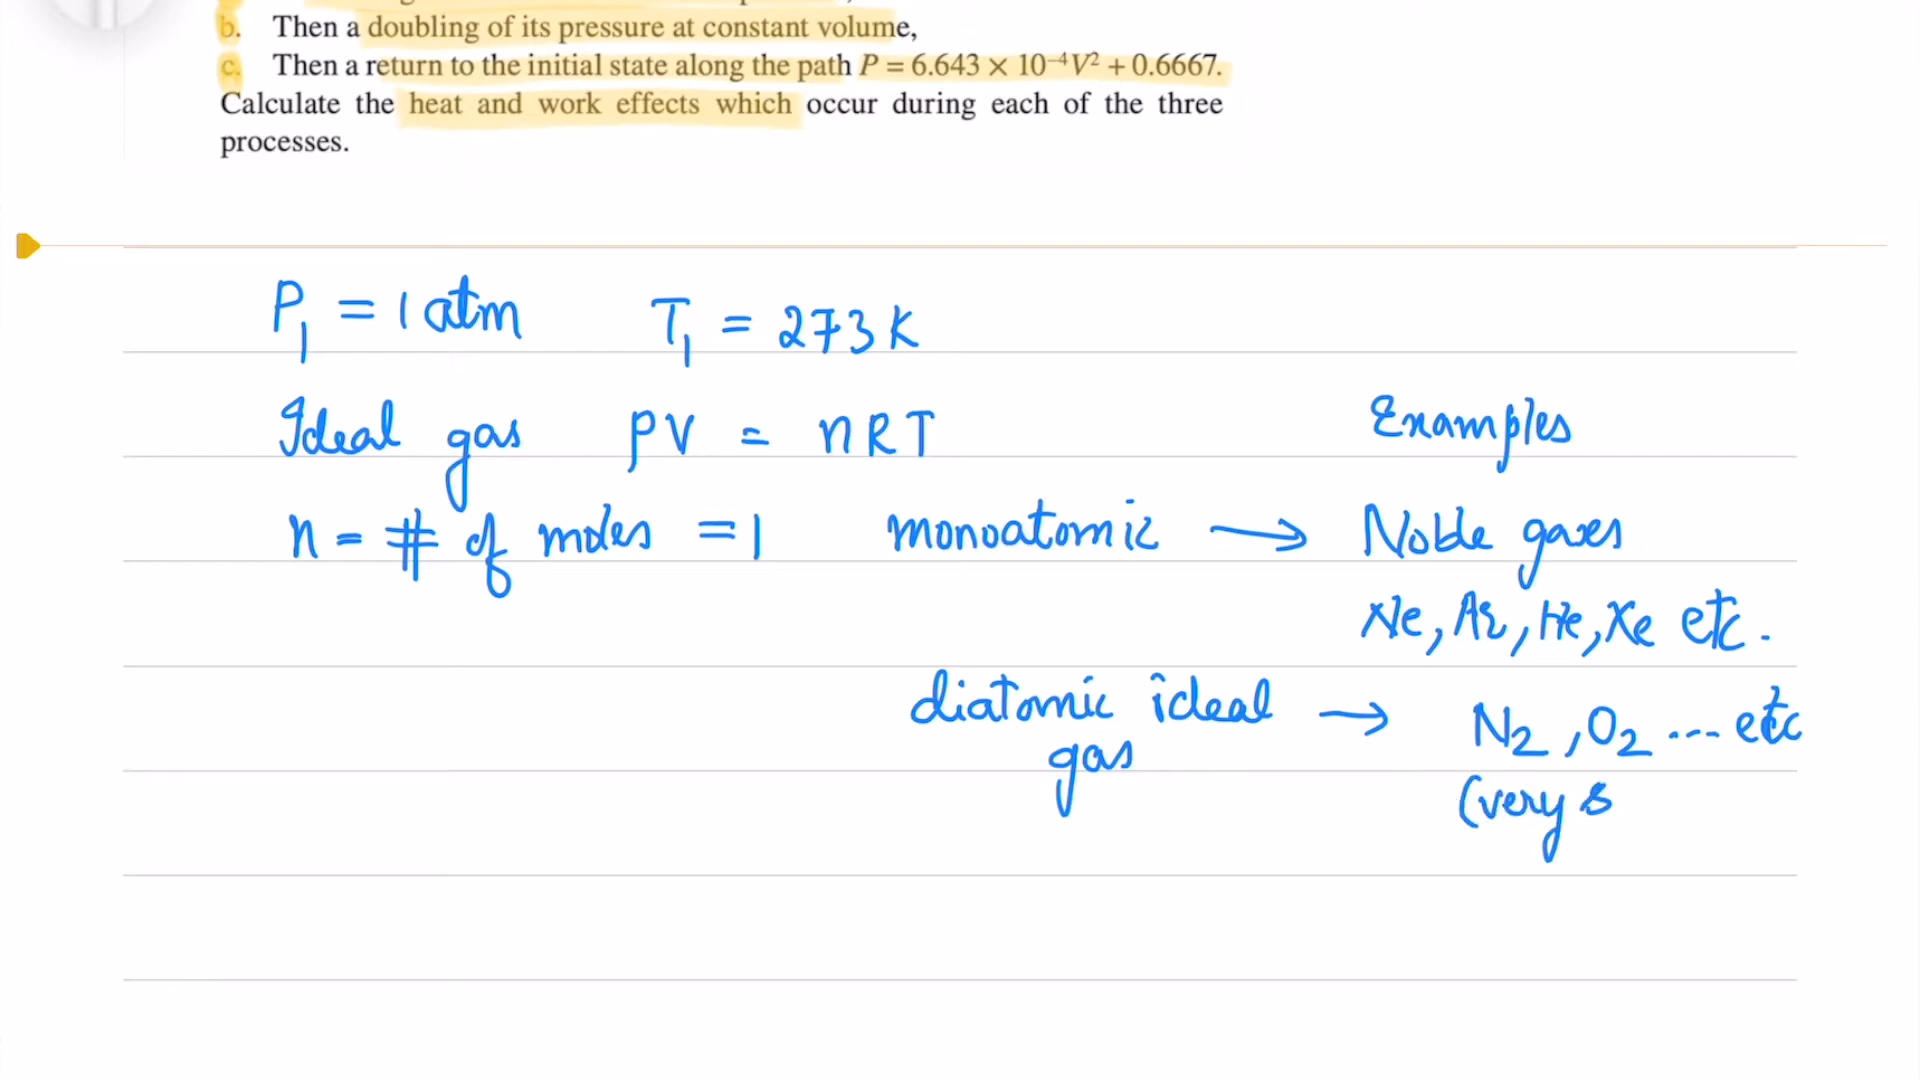 b. Then a doubling of its pressure at constant volume,
c. Then a return to the initial state along the path P = 6.643 × 10⁻⁴V² + 0.6667.
Calculate the heat and work effects which occur during each of the three
processes.
P₁ = 1 atm T₁ = 273 K
Ideal gas PV = nRT Examples
n = # of moles = 1 monoatomic → Noble gases
Ne, Ar, He, Xe etc.
diatomic ideal gas → N₂, O₂ ... etc
(very s